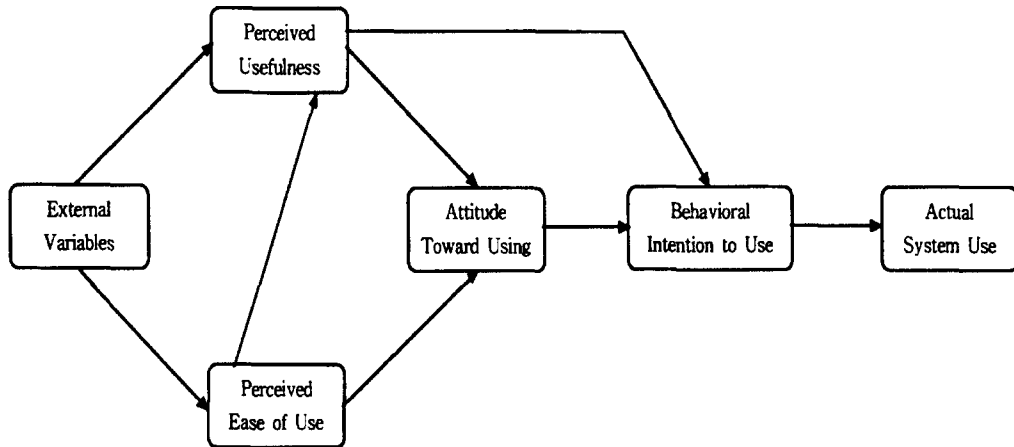 Perceived
Usefulness
External
Variables
Attitude
Toward Using
Behavioral
Intention to Use
Actual
System Use
Perceived
Ease of Use